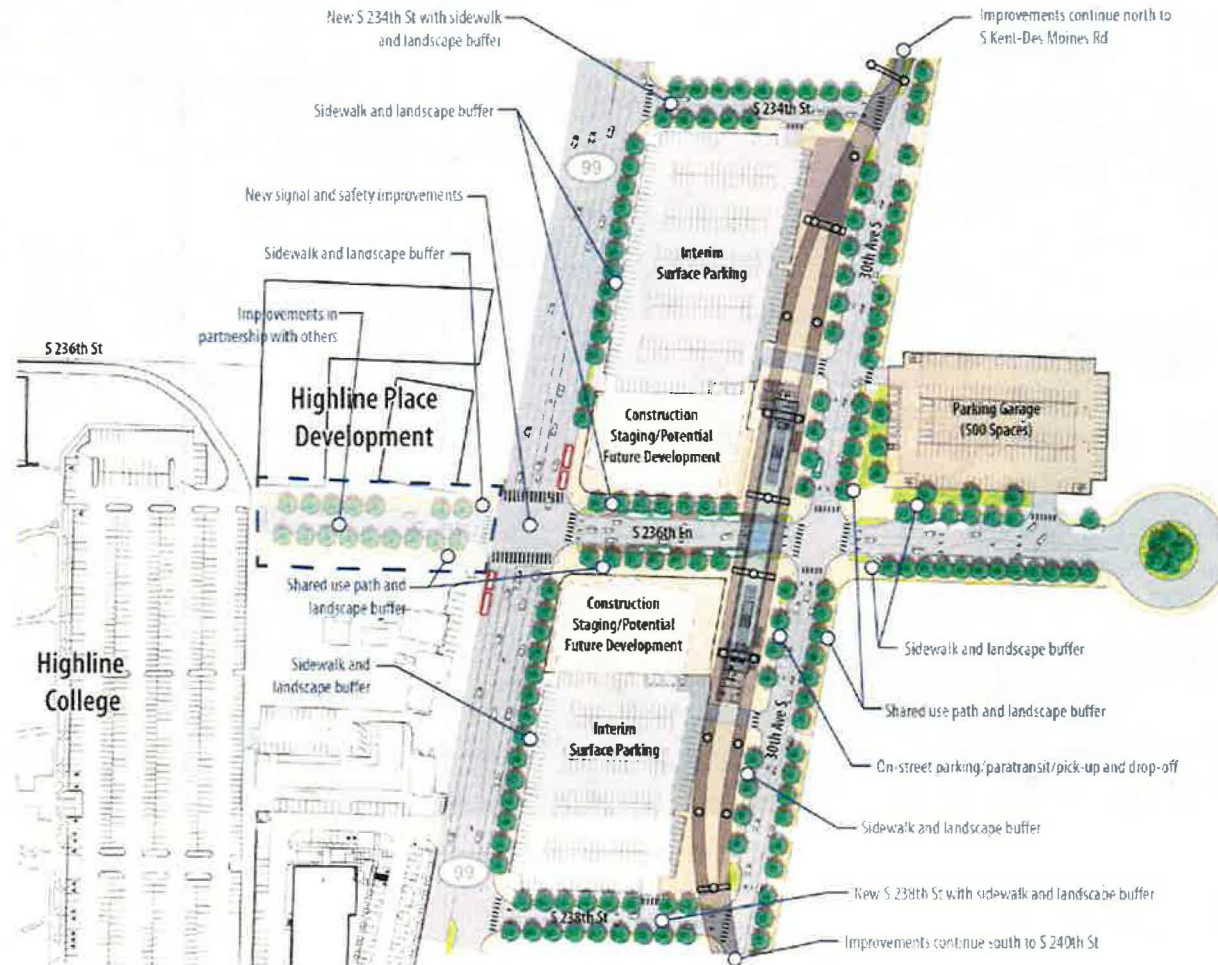 New S 234th St with sidewalk
and landscape buffer
Improvements continue north to
S Kent-Des Moines Rd
Sidewalk and landscape buffer
S 234th St
99
New signal and safety improvements
Sidewalk and landscape buffer
Interim
Surface Parking
30th Ave S
Improvements in
partnership with others
S 236th St
Highline Place
Development
Construction
Staging/Potential
Future Development
Parking Garage
(500 Spaces)
S 236th Ln
Shared use path and
landscape buffer
Construction
Staging/Potential
Future Development
Sidewalk and landscape buffer
Highline
College
Sidewalk and
landscape buffer
Shared use path and landscape buffer
Interim
Surface Parking
30th Ave S
On-street parking/paratransit/pick-up and drop-off
Sidewalk and landscape buffer
99
New S 238th St with sidewalk and landscape buffer
S 238th St
Improvements continue south to S 240th St